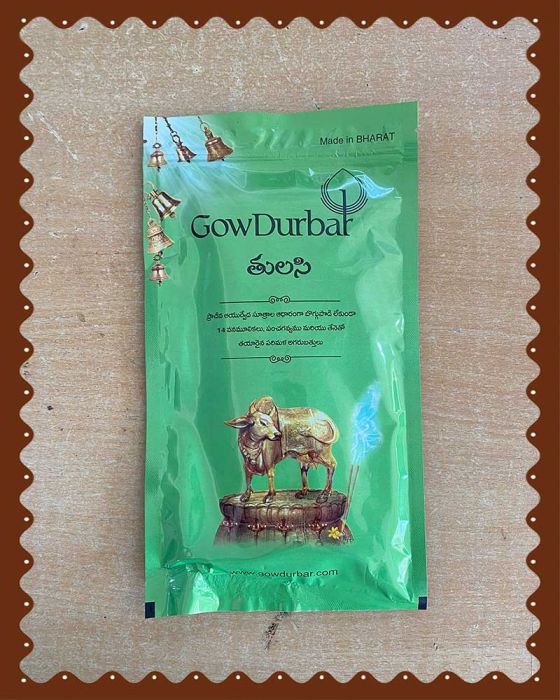 Made in BHARAT
GowDurbar
తులసి
ప్రాచీన ఆయుర్వేద సూత్రాల ఆధారంగా బొగ్గుపొడి లేకుండా
14 వనమూలికలు, పంచగవ్యము మరియు తేనెతో
తయారైన పరిమళ అగరుబత్తులు
www.gowdurbar.com